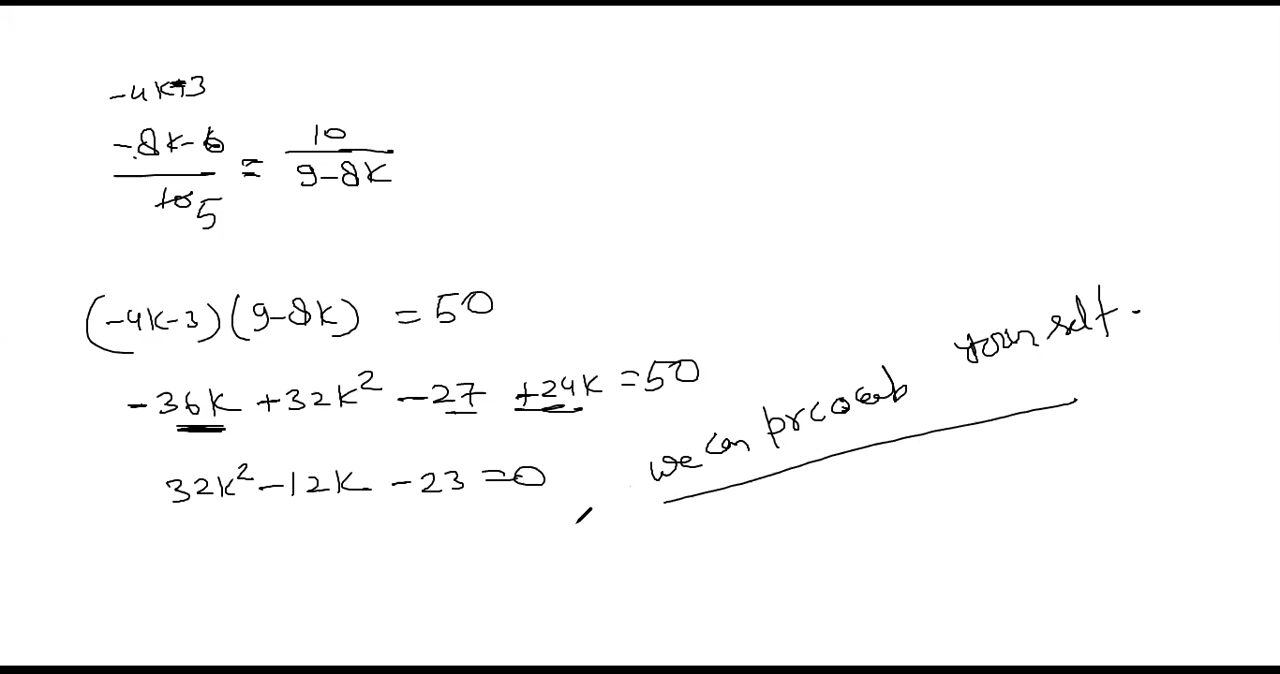 -4K-3
-8K-6 / 10 5 = 10 / 9-8K
(-4K-3)(9-8K) = 50
-36K +32K² -27 +24K =50
32K²-12K -23 =0 ,
we can proceed yourself.